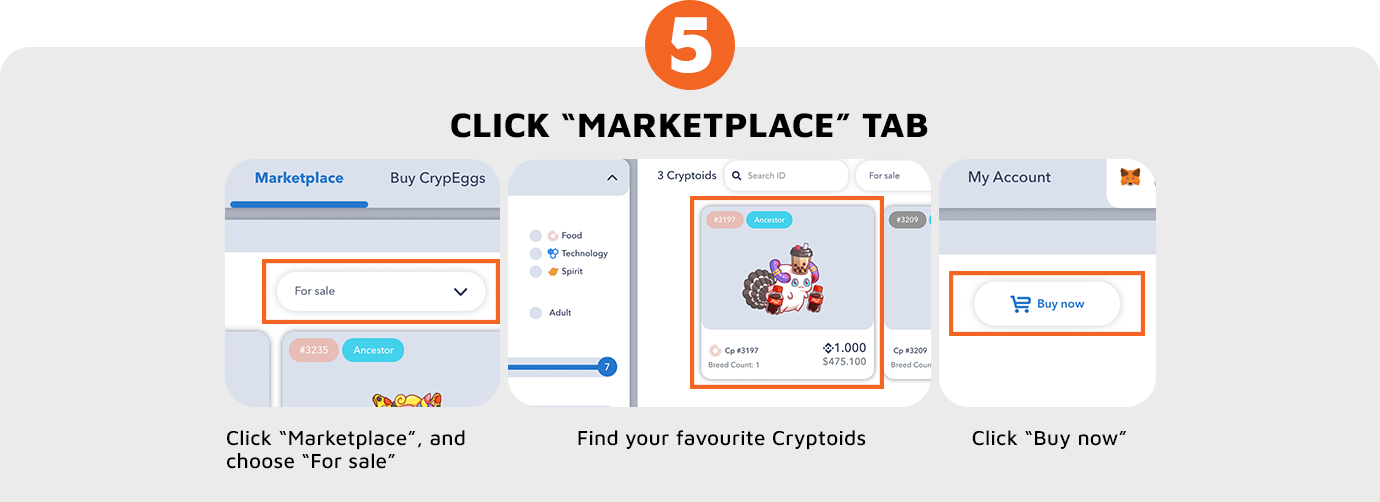 5
CLICK “MARKETPLACE” TAB
Marketplace
Buy CrypEggs
For sale
#3235
Ancestor
Click “Marketplace”, and
choose “For sale”
Food
Technology
Spirit
Adult
7
3 Cryptoids
Search ID
For sale
#3197
Ancestor
#3209
Cp #3197
1.000
Breed Count: 1
$475.100
Cp #3209
Breed Coun
Find your favourite Cryptoids
My Account
Buy now
Click “Buy now”